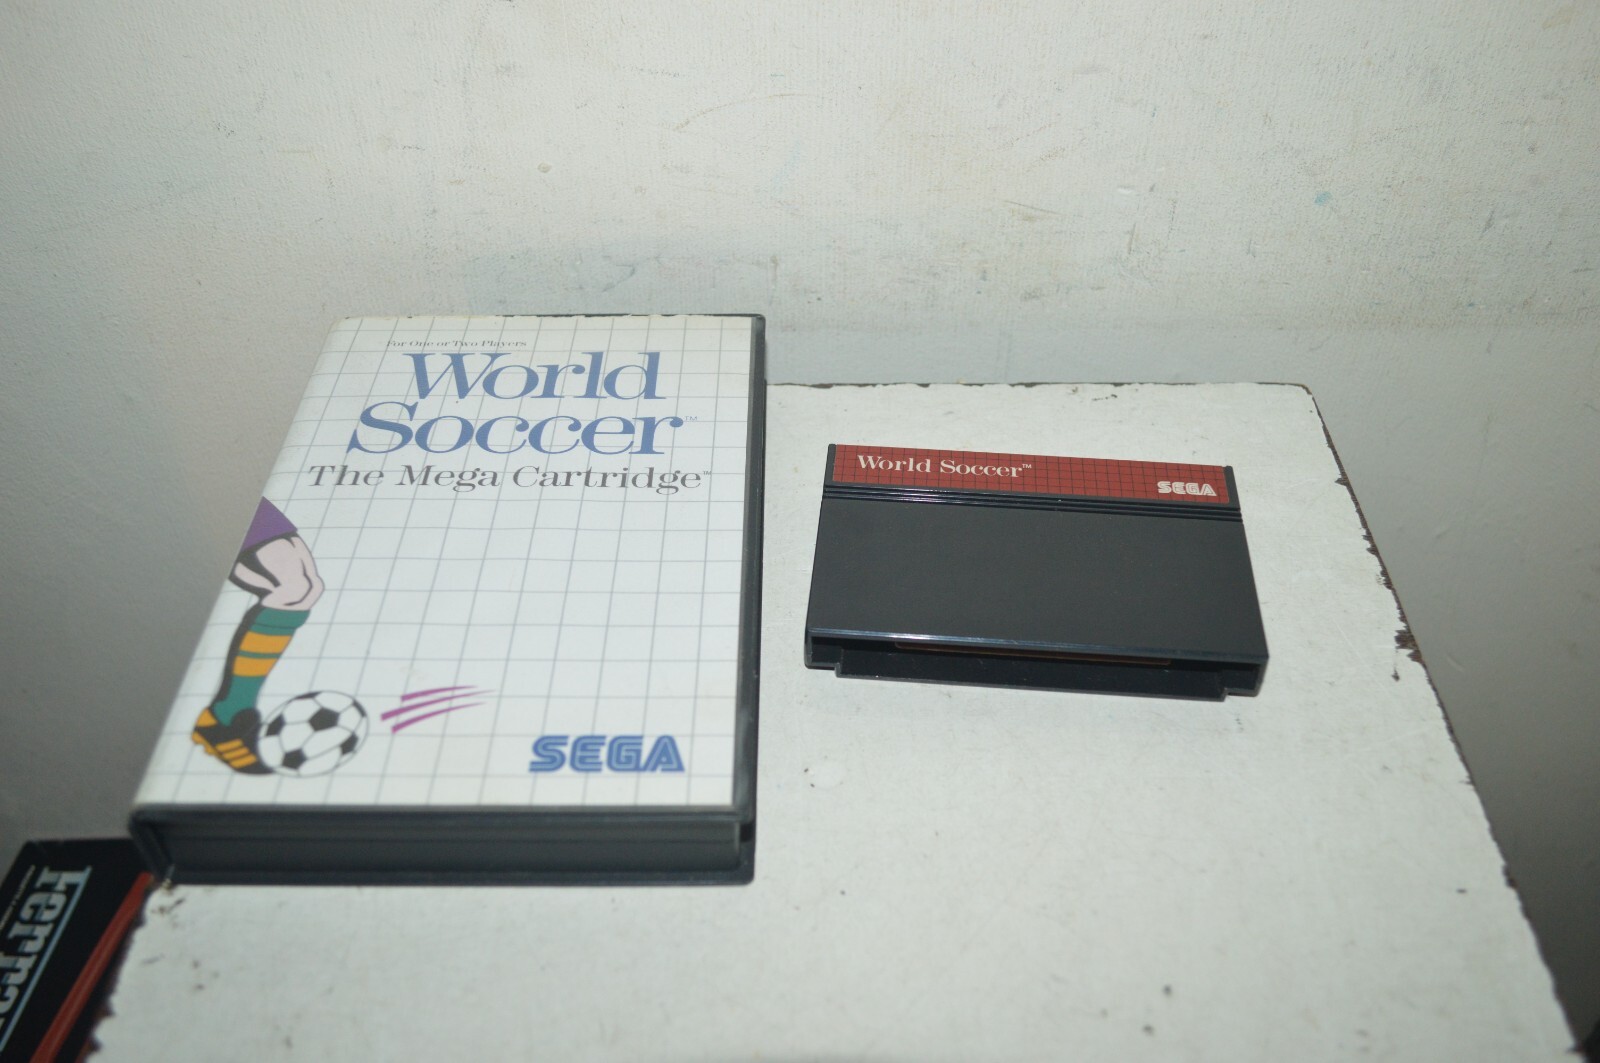 For One or Two Players
World
Soccer™
The Mega Cartridge™
SEGA
World Soccer™
SEGA